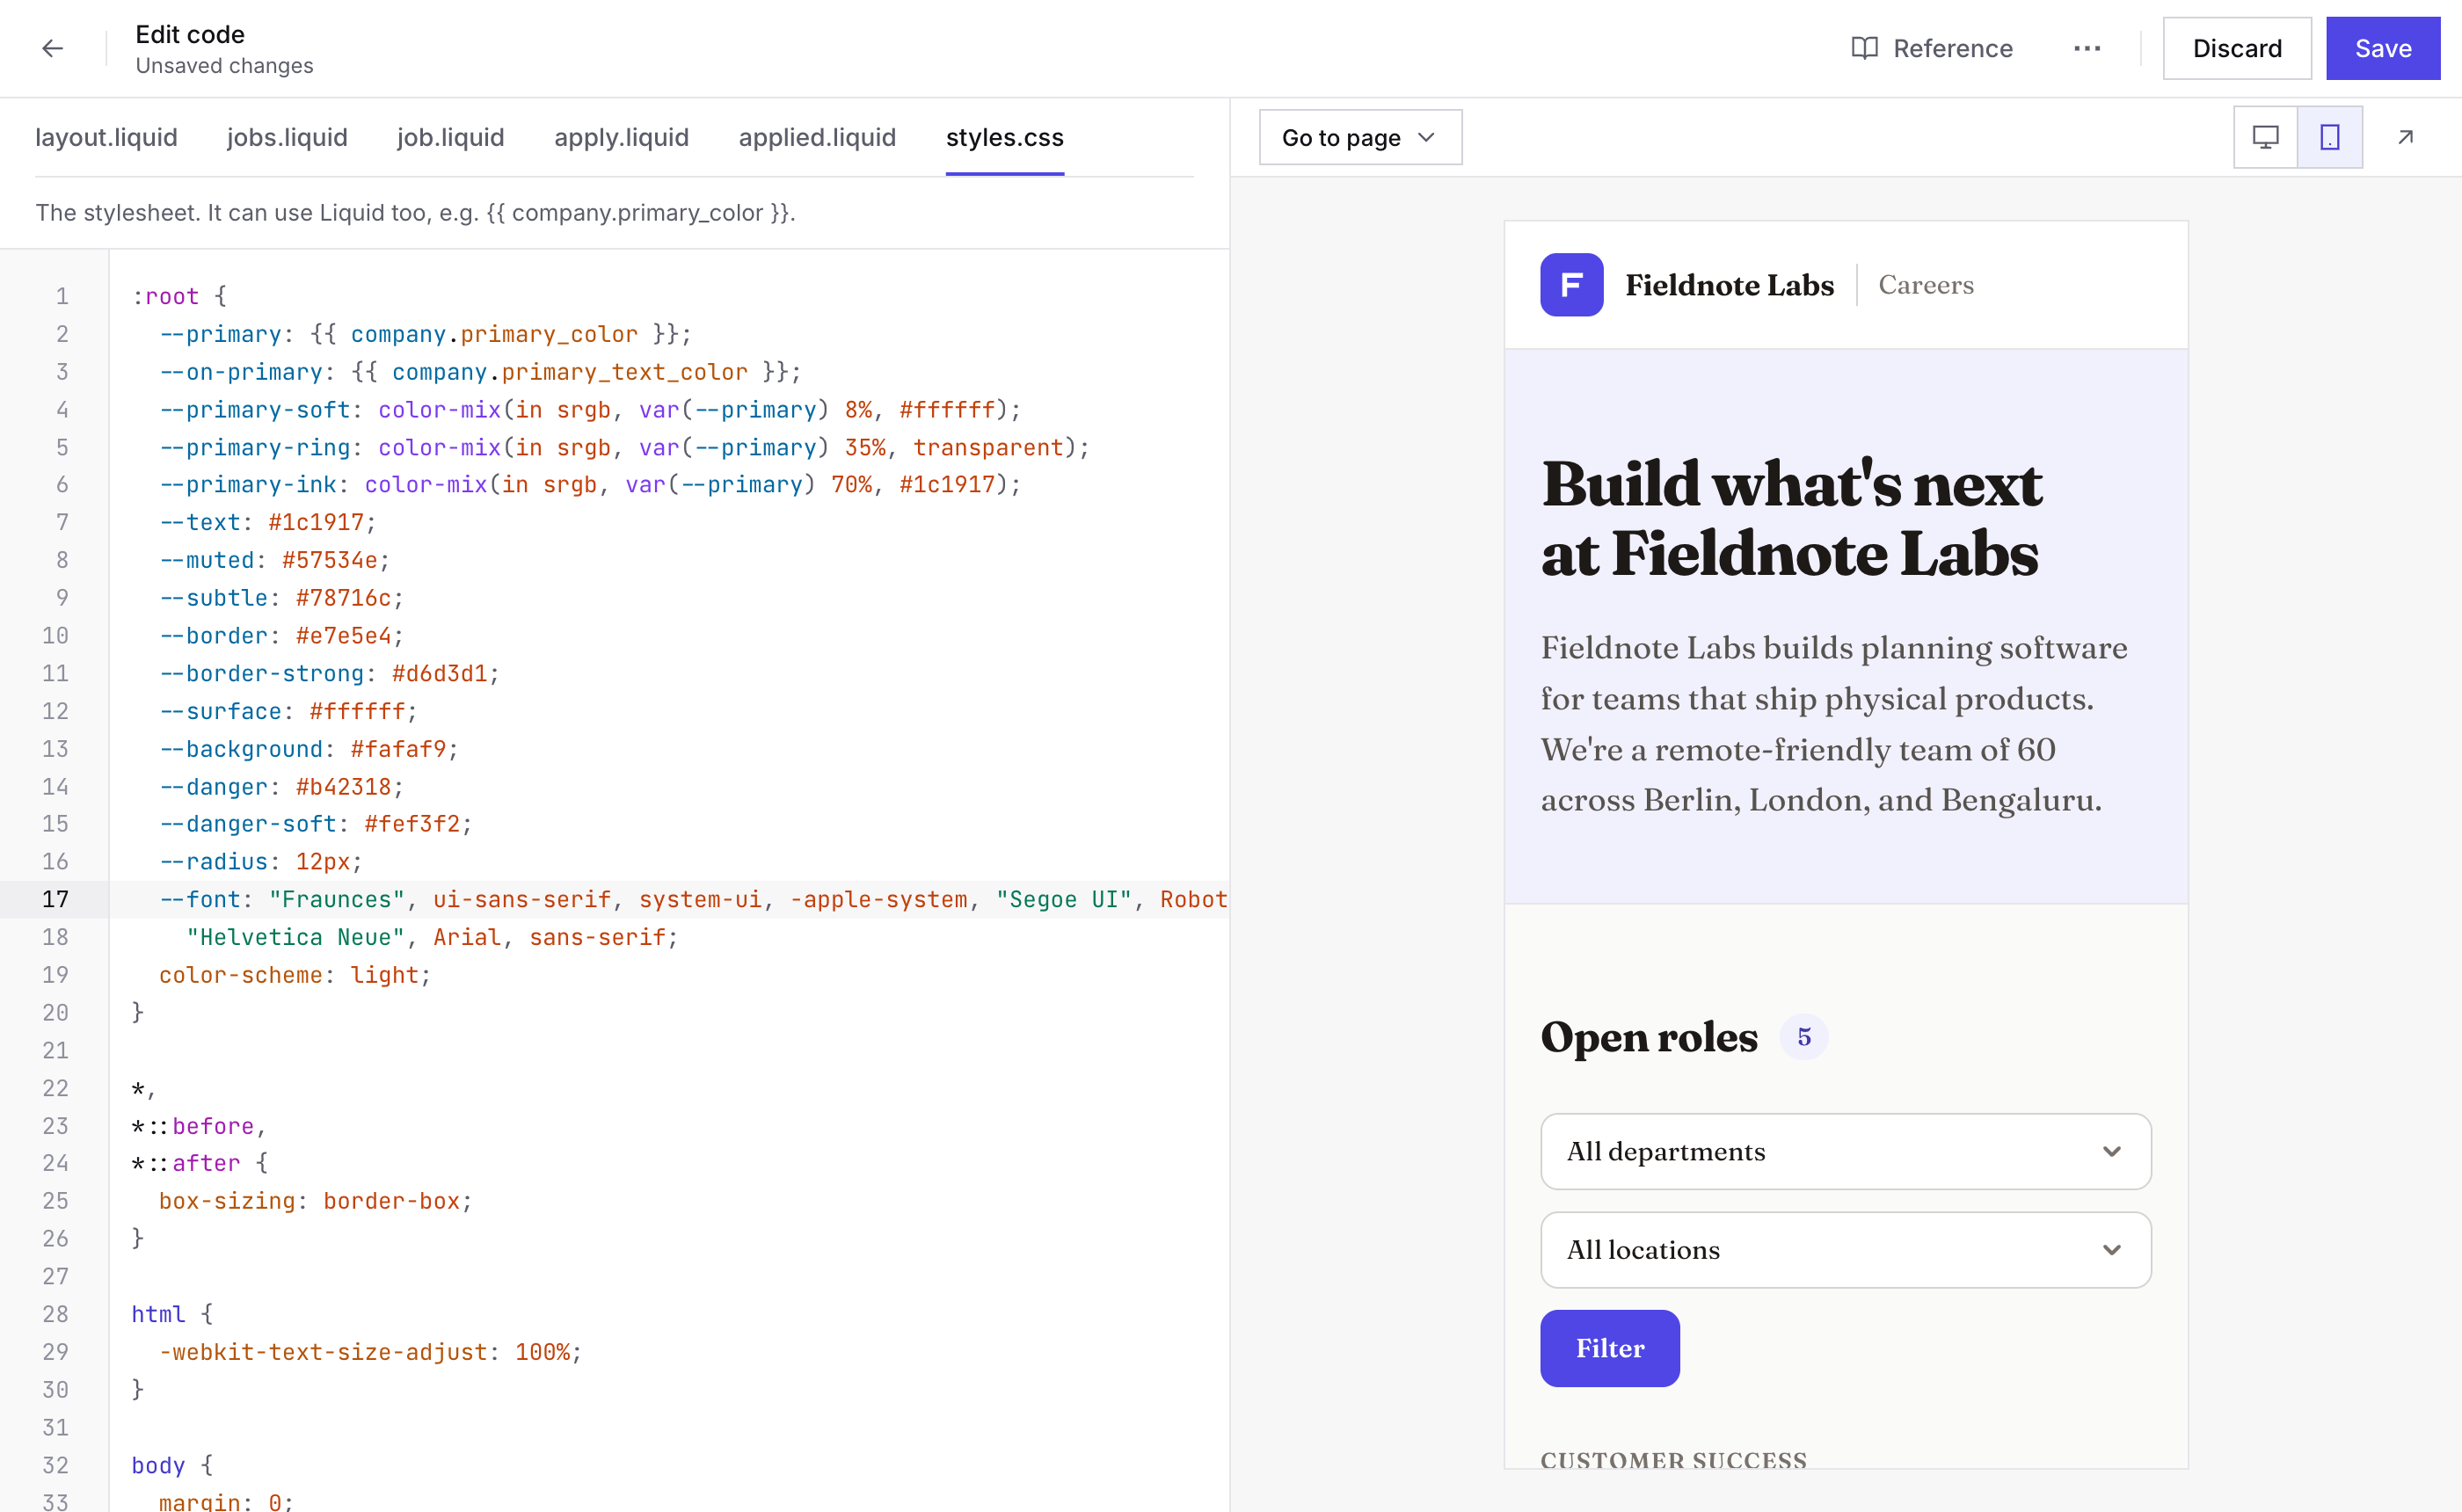 Edit code
Unsaved changes
Reference
Discard
Save
layout.liquid
jobs.liquid
job.liquid
apply.liquid
applied.liquid
styles.css
The stylesheet. It can use Liquid too, e.g. {{ company.primary_color }}.
1 :root {
2 --primary: {{ company.primary_color }};
3 --on-primary: {{ company.primary_text_color }};
4 --primary-soft: color-mix(in srgb, var(--primary) 8%, #ffffff);
5 --primary-ring: color-mix(in srgb, var(--primary) 35%, transparent);
6 --primary-ink: color-mix(in srgb, var(--primary) 70%, #1c1917);
7 --text: #1c1917;
8 --muted: #57534e;
9 --subtle: #78716c;
10 --border: #e7e5e4;
11 --border-strong: #d6d3d1;
12 --surface: #ffffff;
13 --background: #fafaf9;
14 --danger: #b42318;
15 --danger-soft: #fef3f2;
16 --radius: 12px;
17 --font: "Fraunces", ui-sans-serif, system-ui, -apple-system, "Segoe UI", Robot
18 "Helvetica Neue", Arial, sans-serif;
19 color-scheme: light;
20 }
21
22 *,
23 *::before,
24 *::after {
25 box-sizing: border-box;
26 }
27
28 html {
29 -webkit-text-size-adjust: 100%;
30 }
31
32 body {
33 margin: 0;
Go to page
F
Fieldnote Labs
Careers
Build what's next
at Fieldnote Labs
Fieldnote Labs builds planning software
for teams that ship physical products.
We're a remote-friendly team of 60
across Berlin, London, and Bengaluru.
Open roles 5
All departments
All locations
Filter
CUSTOMER SUCCESS